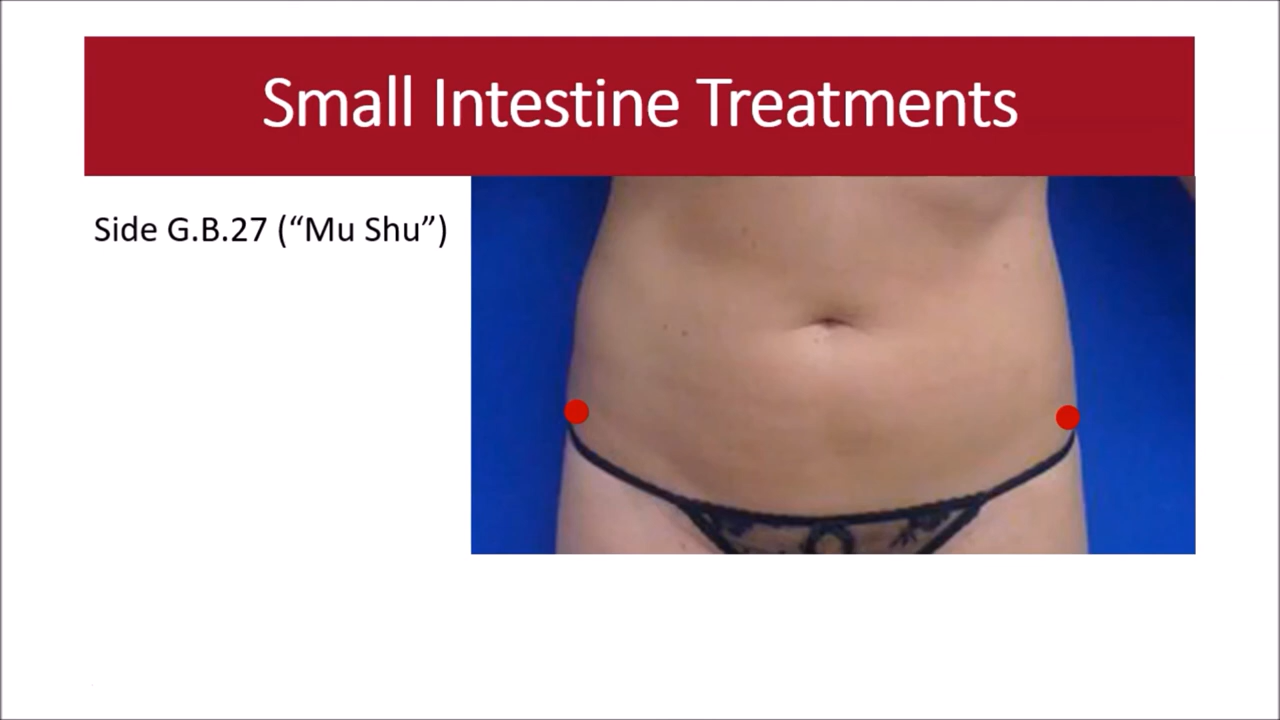 Small Intestine Treatments
Side G.B.27 (“Mu Shu”)